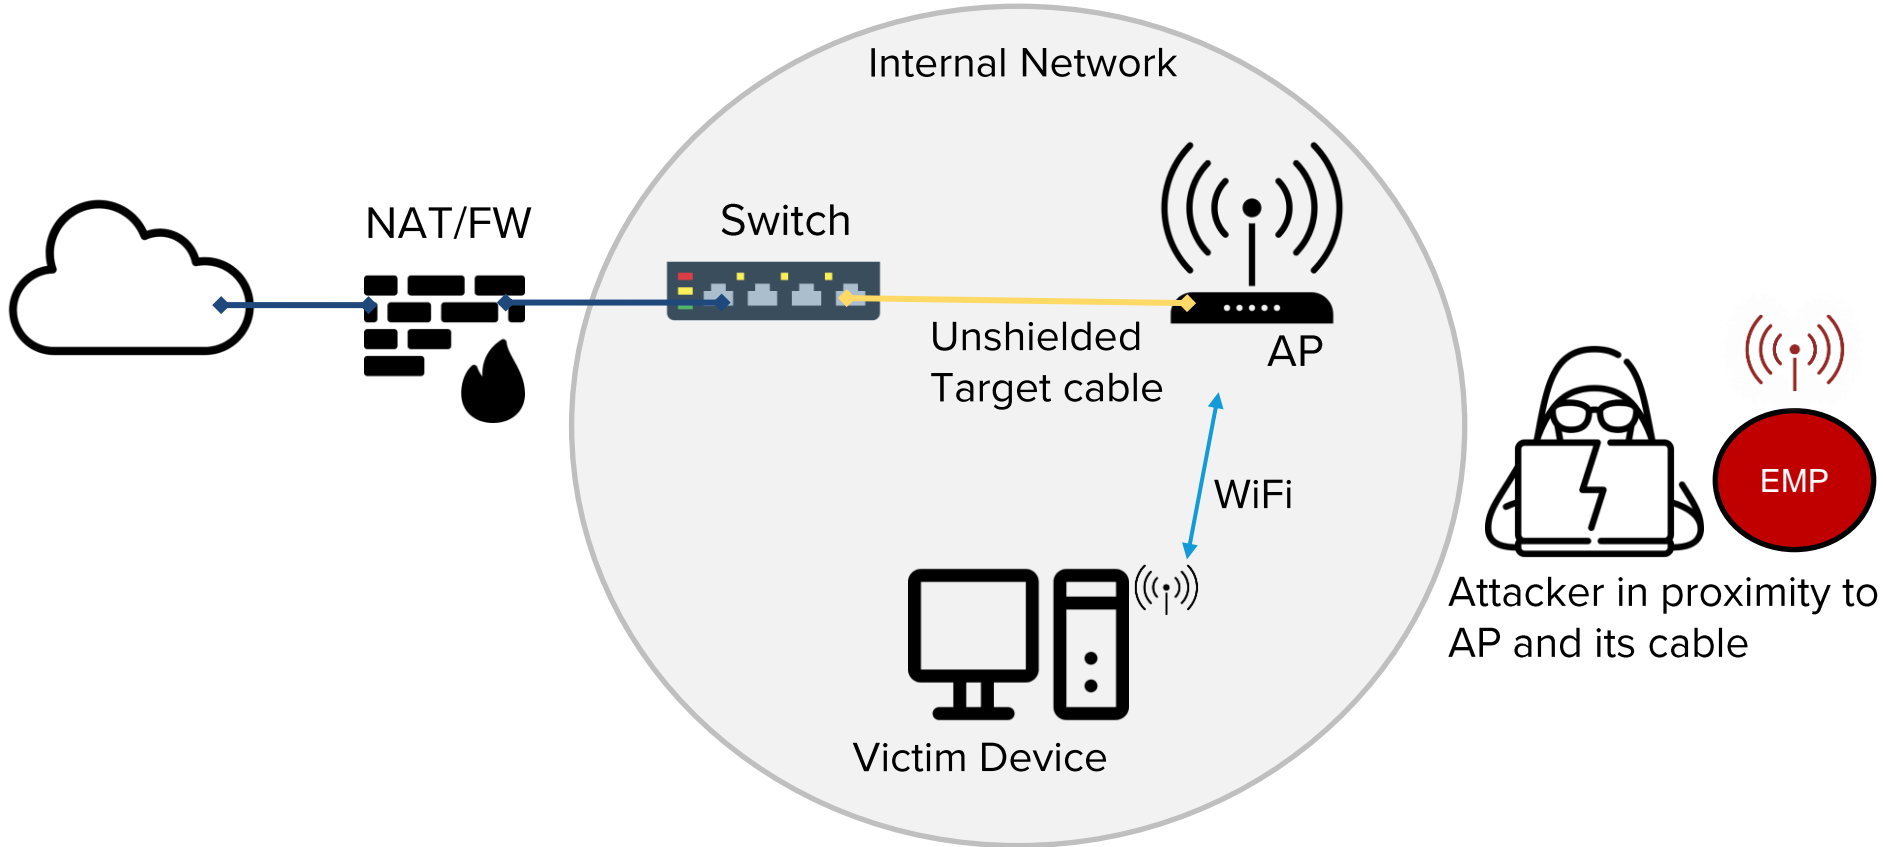 Internal Network
NAT/FW
Switch
Unshielded
Target cable
AP
WiFi
EMP
Attacker in proximity to
AP and its cable
Victim Device